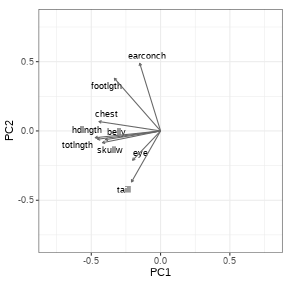 earconch
0.5
footlgth
chest
hdlngth
belly
0.0
totlngth
skullw
eye
taill
-0.5
-0.5
0.0
0.5
PC1
PC2